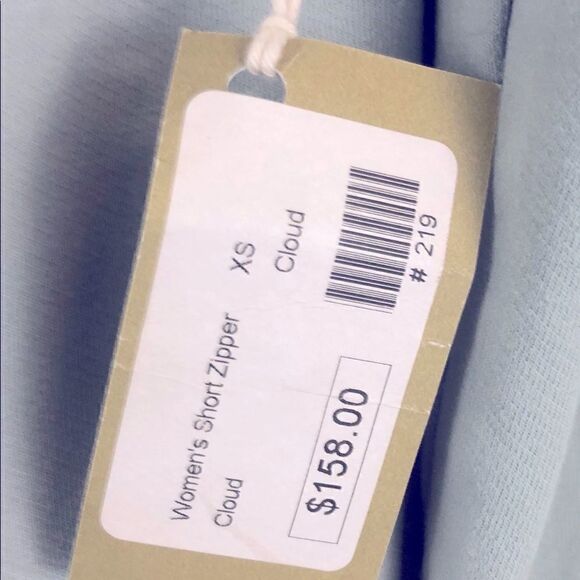 Women's Short Zipper
Cloud
XS
Cloud
$158.00
# 219